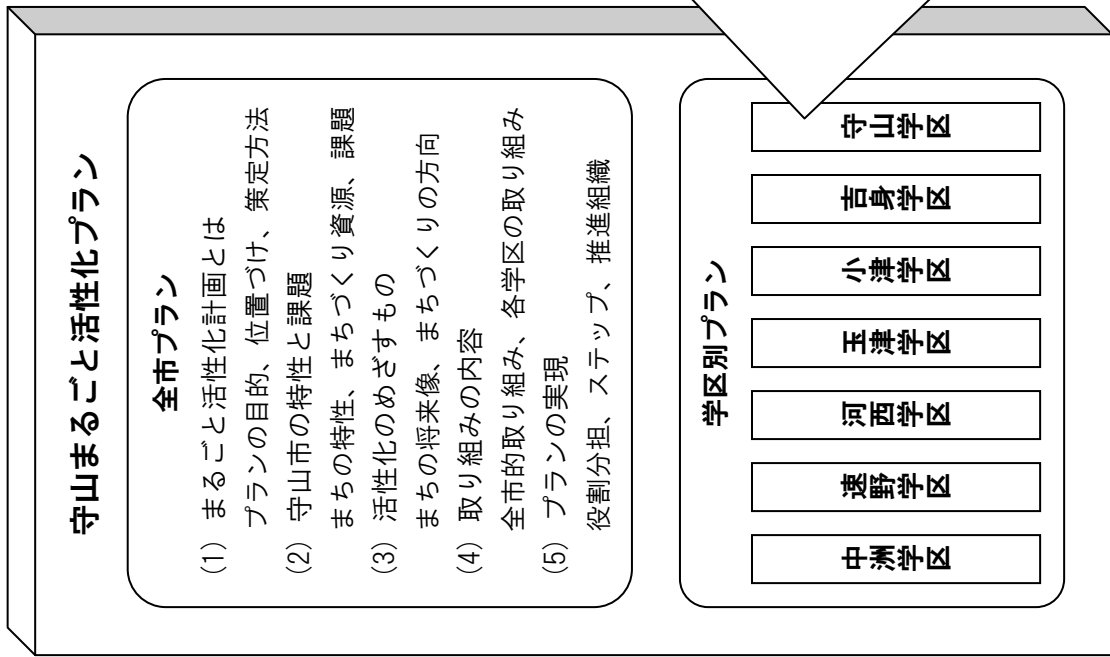 守山まるごと活性化プラン
全市プラン
(1) まるごと活性化計画とは
プランの目的、位置づけ、策定方法
(2) 守山市の特性と課題
まちの特性、まちづくり資源、課題
(3) 活性化のめざすもの
まちの将来像、まちづくりの方向
(4) 取り組みの内容
全市的取り組み、各学区の取り組み
(5) プランの実現
役割分担、ステップ、推進組織
学区別プラン
守山学区
吉身学区
小津学区
玉津学区
河西学区
速野学区
中洲学区